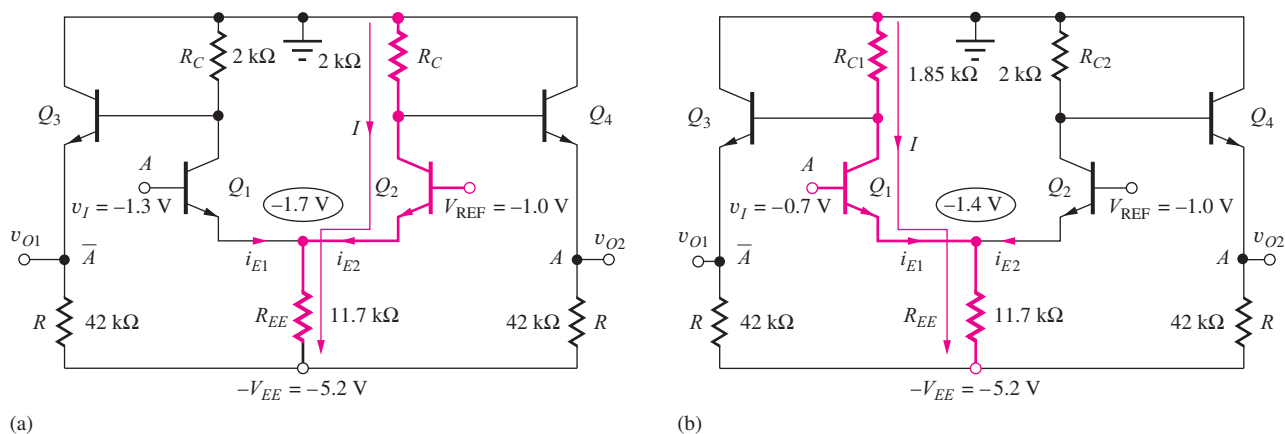 R_C 2 kΩ 2 kΩ R_C
Q_3 Q_4
I
A
Q_1 Q_2
v_I = –1.3 V –1.7 V V_REF = –1.0 V
v_O1 v_O2
A̅ i_E1 i_E2 A
R 42 kΩ R_EE 11.7 kΩ 42 kΩ R
–V_EE = –5.2 V
(a)
R_C1 1.85 kΩ 2 kΩ R_C2
Q_3 Q_4
I
A
Q_1 Q_2
v_I = –0.7 V –1.4 V V_REF = –1.0 V
v_O1 v_O2
A̅ i_E1 i_E2 A
R 42 kΩ R_EE 11.7 kΩ 42 kΩ R
–V_EE = –5.2 V
(b)